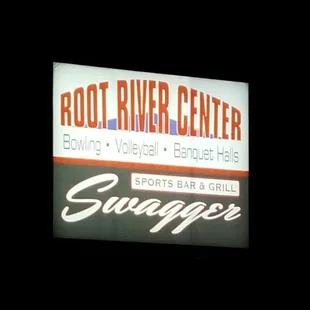 ROOT RIVER CENTER
Bowling • Volleyball • Banquet Halls
SPORTS BAR & GRILL
Swagger